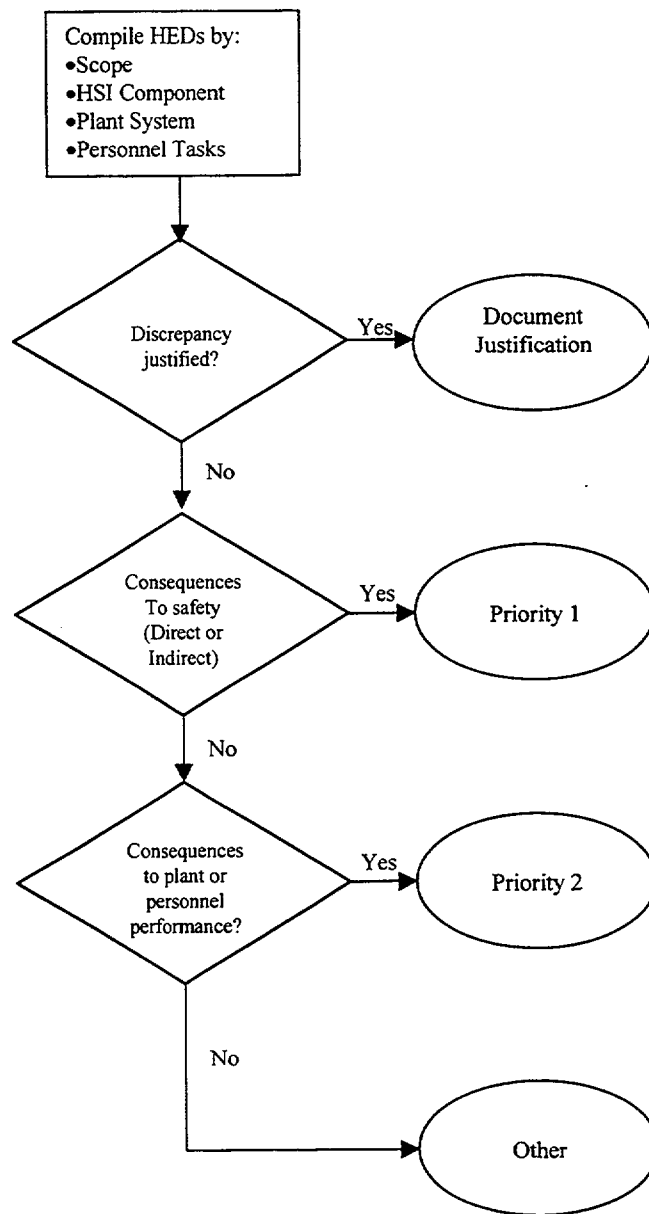 Compile HEDs by:
•Scope
•HSI Component
•Plant System
•Personnel Tasks
Discrepancy
justified?
Yes
Document
Justification
No
Consequences
To safety
(Direct or
Indirect)
Yes
Priority 1
No
Consequences
to plant or
personnel
performance?
Yes
Priority 2
No
Other